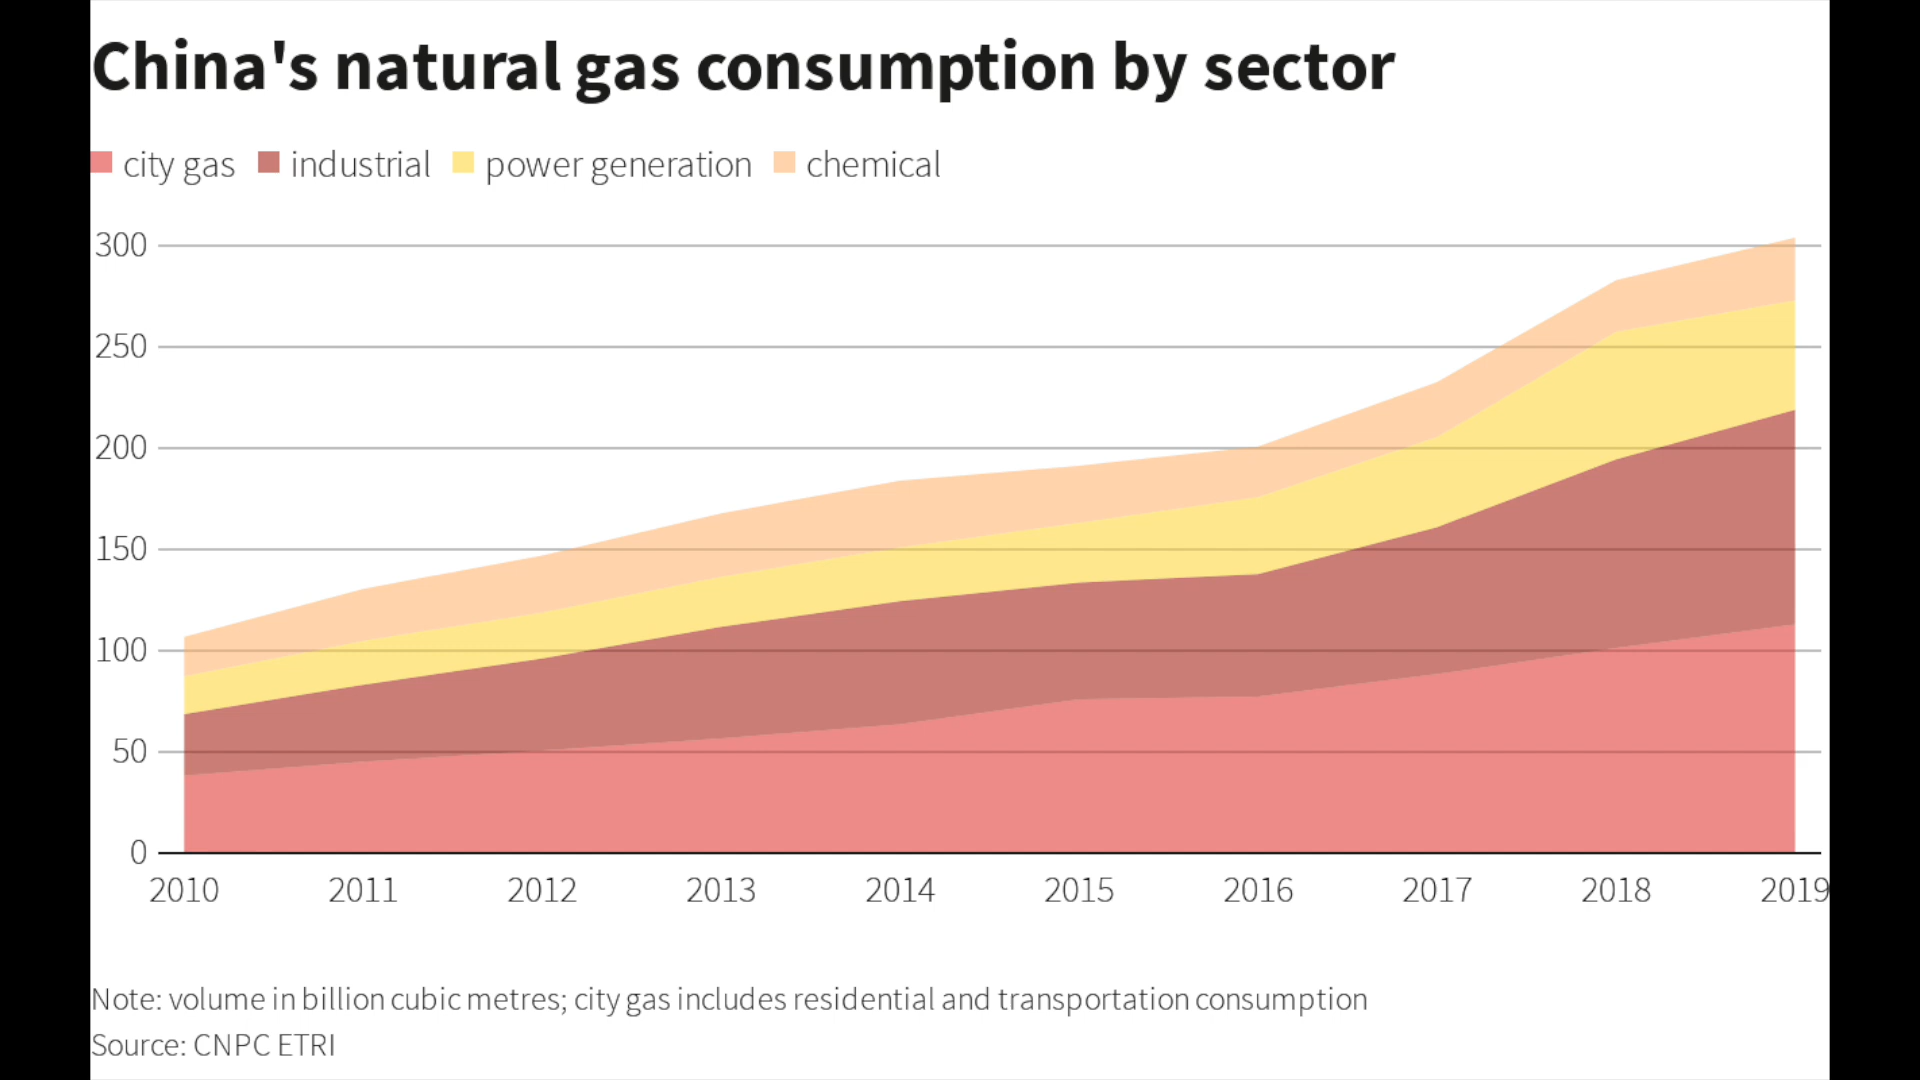 China's natural gas consumption by sector
city gas industrial power generation chemical
300
250
200
150
100
50
0
2010 2011 2012 2013 2014 2015 2016 2017 2018 2019
Note: volume in billion cubic metres; city gas includes residential and transportation consumption
Source: CNPC ETRI